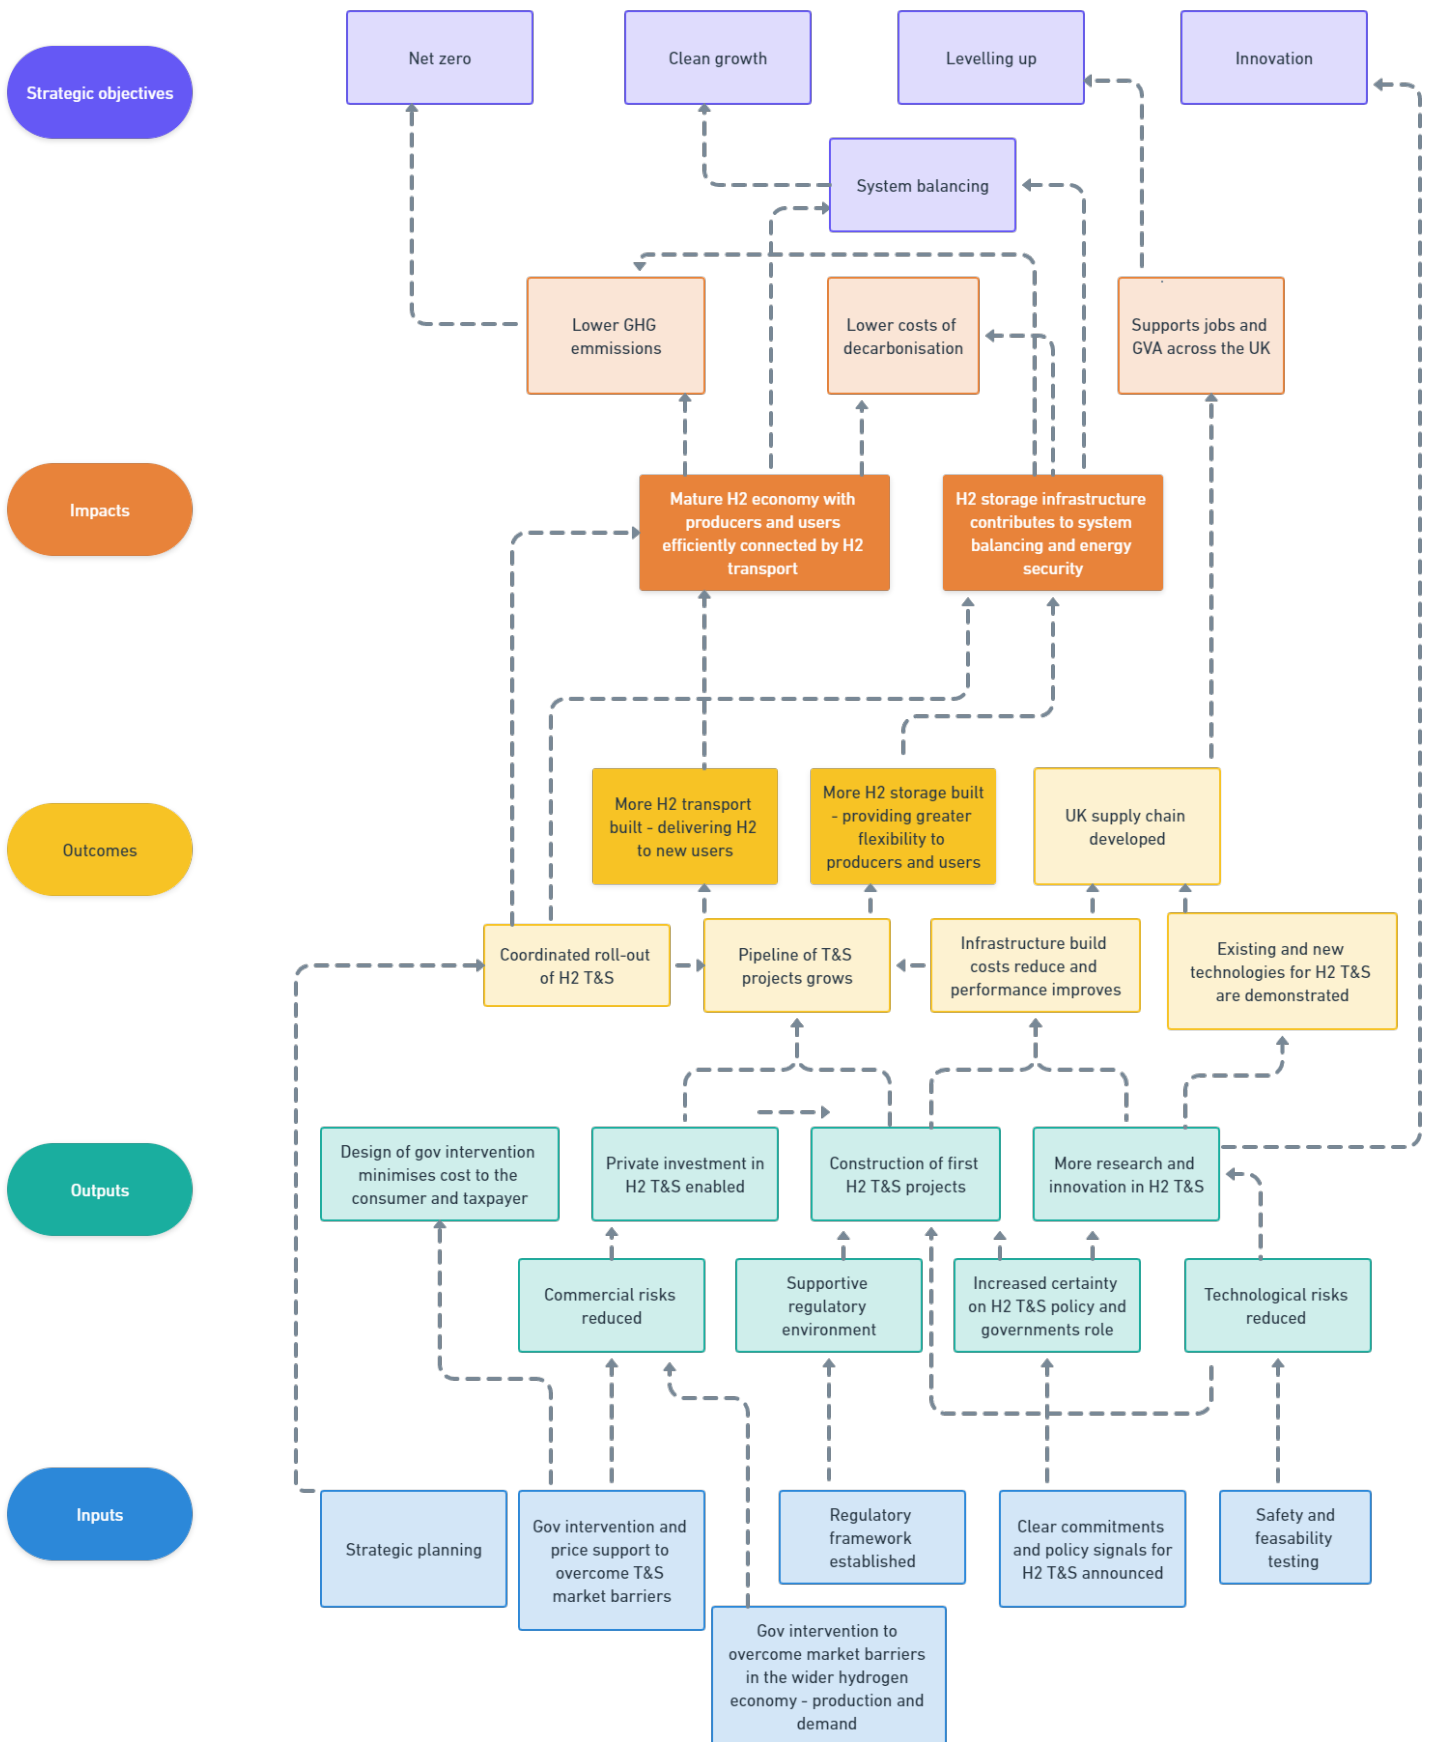 Net zero
Clean growth
Levelling up
Innovation
Strategic objectives
System balancing
Lower GHG
emmissions
Lower costs of
decarbonisation
Supports jobs and
GVA across the UK
Impacts
Mature H2 economy with
producers and users
efficiently connected by H2
transport
H2 storage infrastructure
contributes to system
balancing and energy
security
Outcomes
More H2 transport
built - delivering H2
to new users
More H2 storage built
- providing greater
flexibility to
producers and users
UK supply chain
developed
Coordinated roll-out
of H2 T&S
Pipeline of T&S
projects grows
Infrastructure build
costs reduce and
performance improves
Existing and new
technologies for H2 T&S
are demonstrated
Outputs
Design of gov intervention
minimises cost to the
consumer and taxpayer
Private investment in
H2 T&S enabled
Construction of first
H2 T&S projects
More research and
innovation in H2 T&S
Commercial risks
reduced
Supportive
regulatory
environment
Increased certainty
on H2 T&S policy and
governments role
Technological risks
reduced
Inputs
Strategic planning
Gov intervention and
price support to
overcome T&S
market barriers
Regulatory
framework
established
Clear commitments
and policy signals for
H2 T&S announced
Safety and
feasability
testing
Gov intervention to
overcome market barriers
in the wider hydrogen
economy - production and
demand